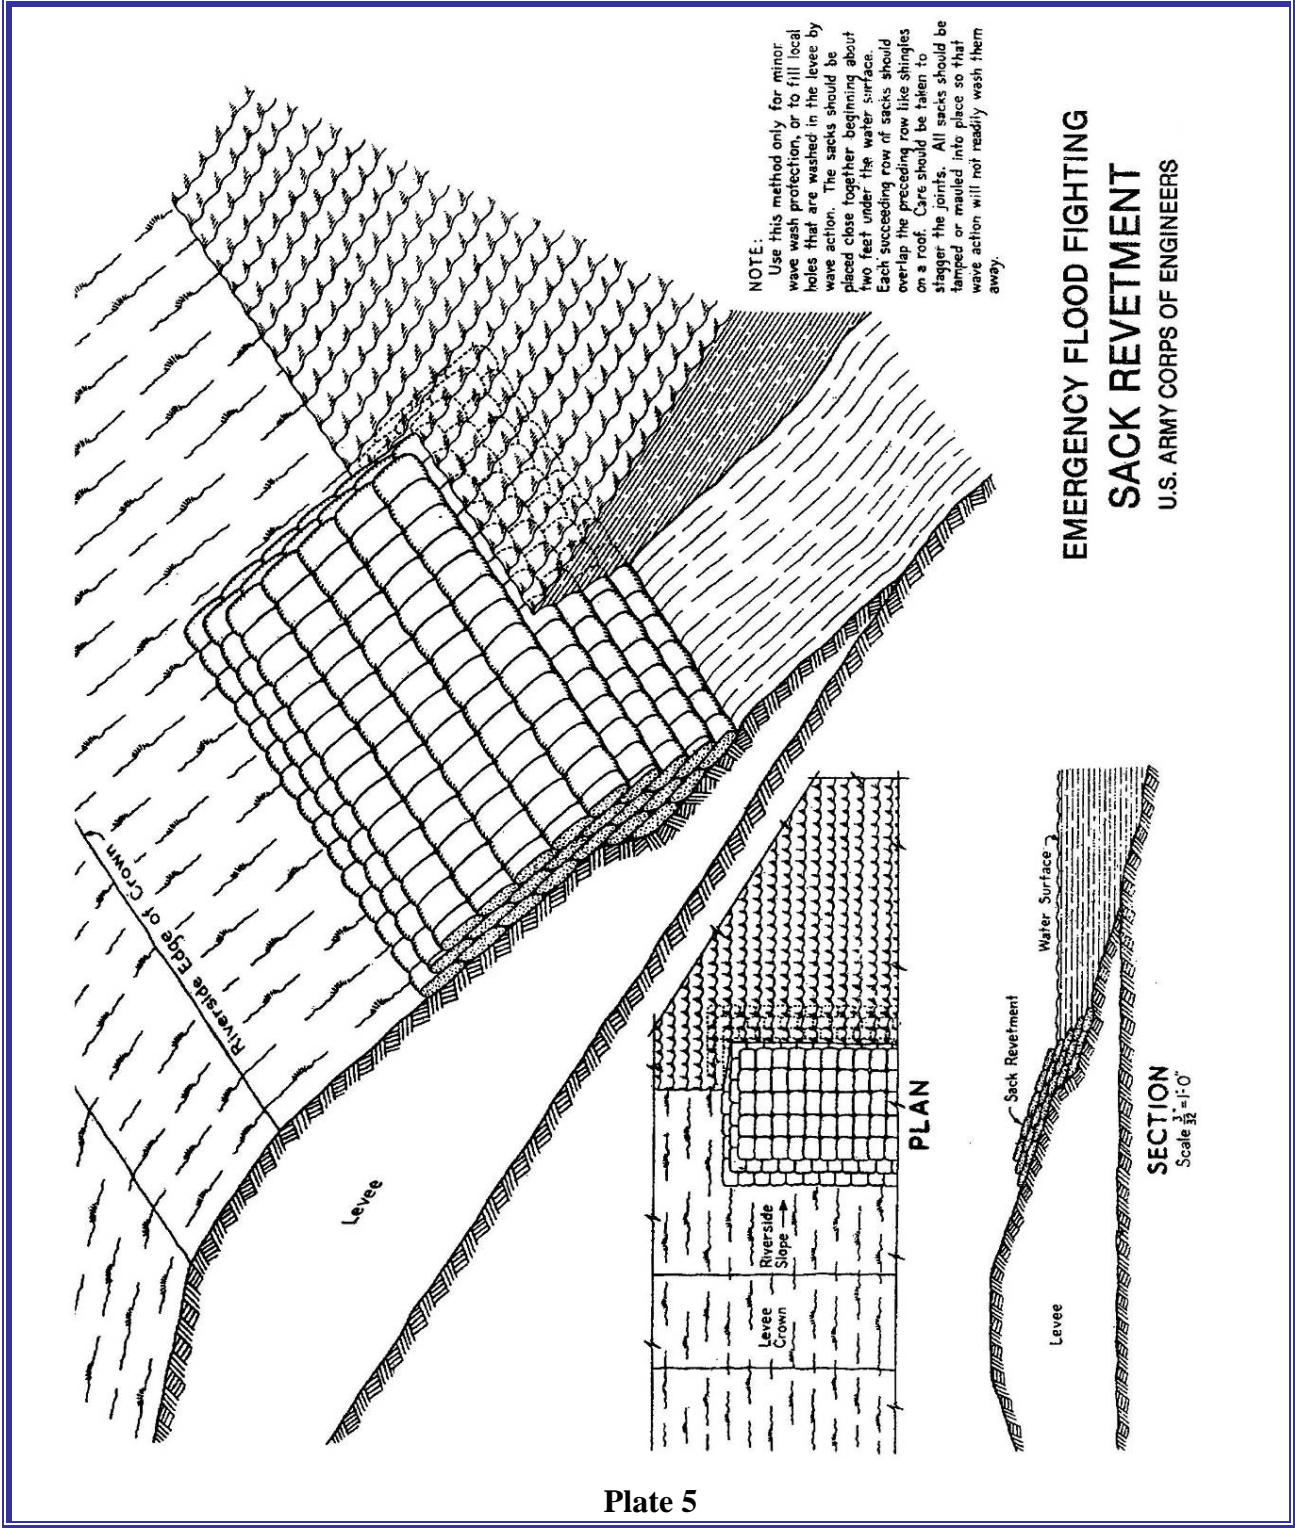 NOTE:
Use this method only for minor
wave wash protection, or to fill local
holes that are washed in the levee by
wave action. The sacks should be
placed close together beginning about
two feet under the water surface.
Each succeeding row of sacks should
overlap the preceding row like shingles
on a roof. Care should be taken to
stagger the joints. All sacks should be
tamped or mauled into place so that
wave action will not readily wash them
away.
Riverside Edge of Crown
Levee
Levee
Crown
Riverside
Slope
PLAN
Sack Revetment
Water Surface
Levee
SECTION
Scale 3/32"=1'-0"
EMERGENCY FLOOD FIGHTING
SACK REVETMENT
U.S. ARMY CORPS OF ENGINEERS
Plate 5